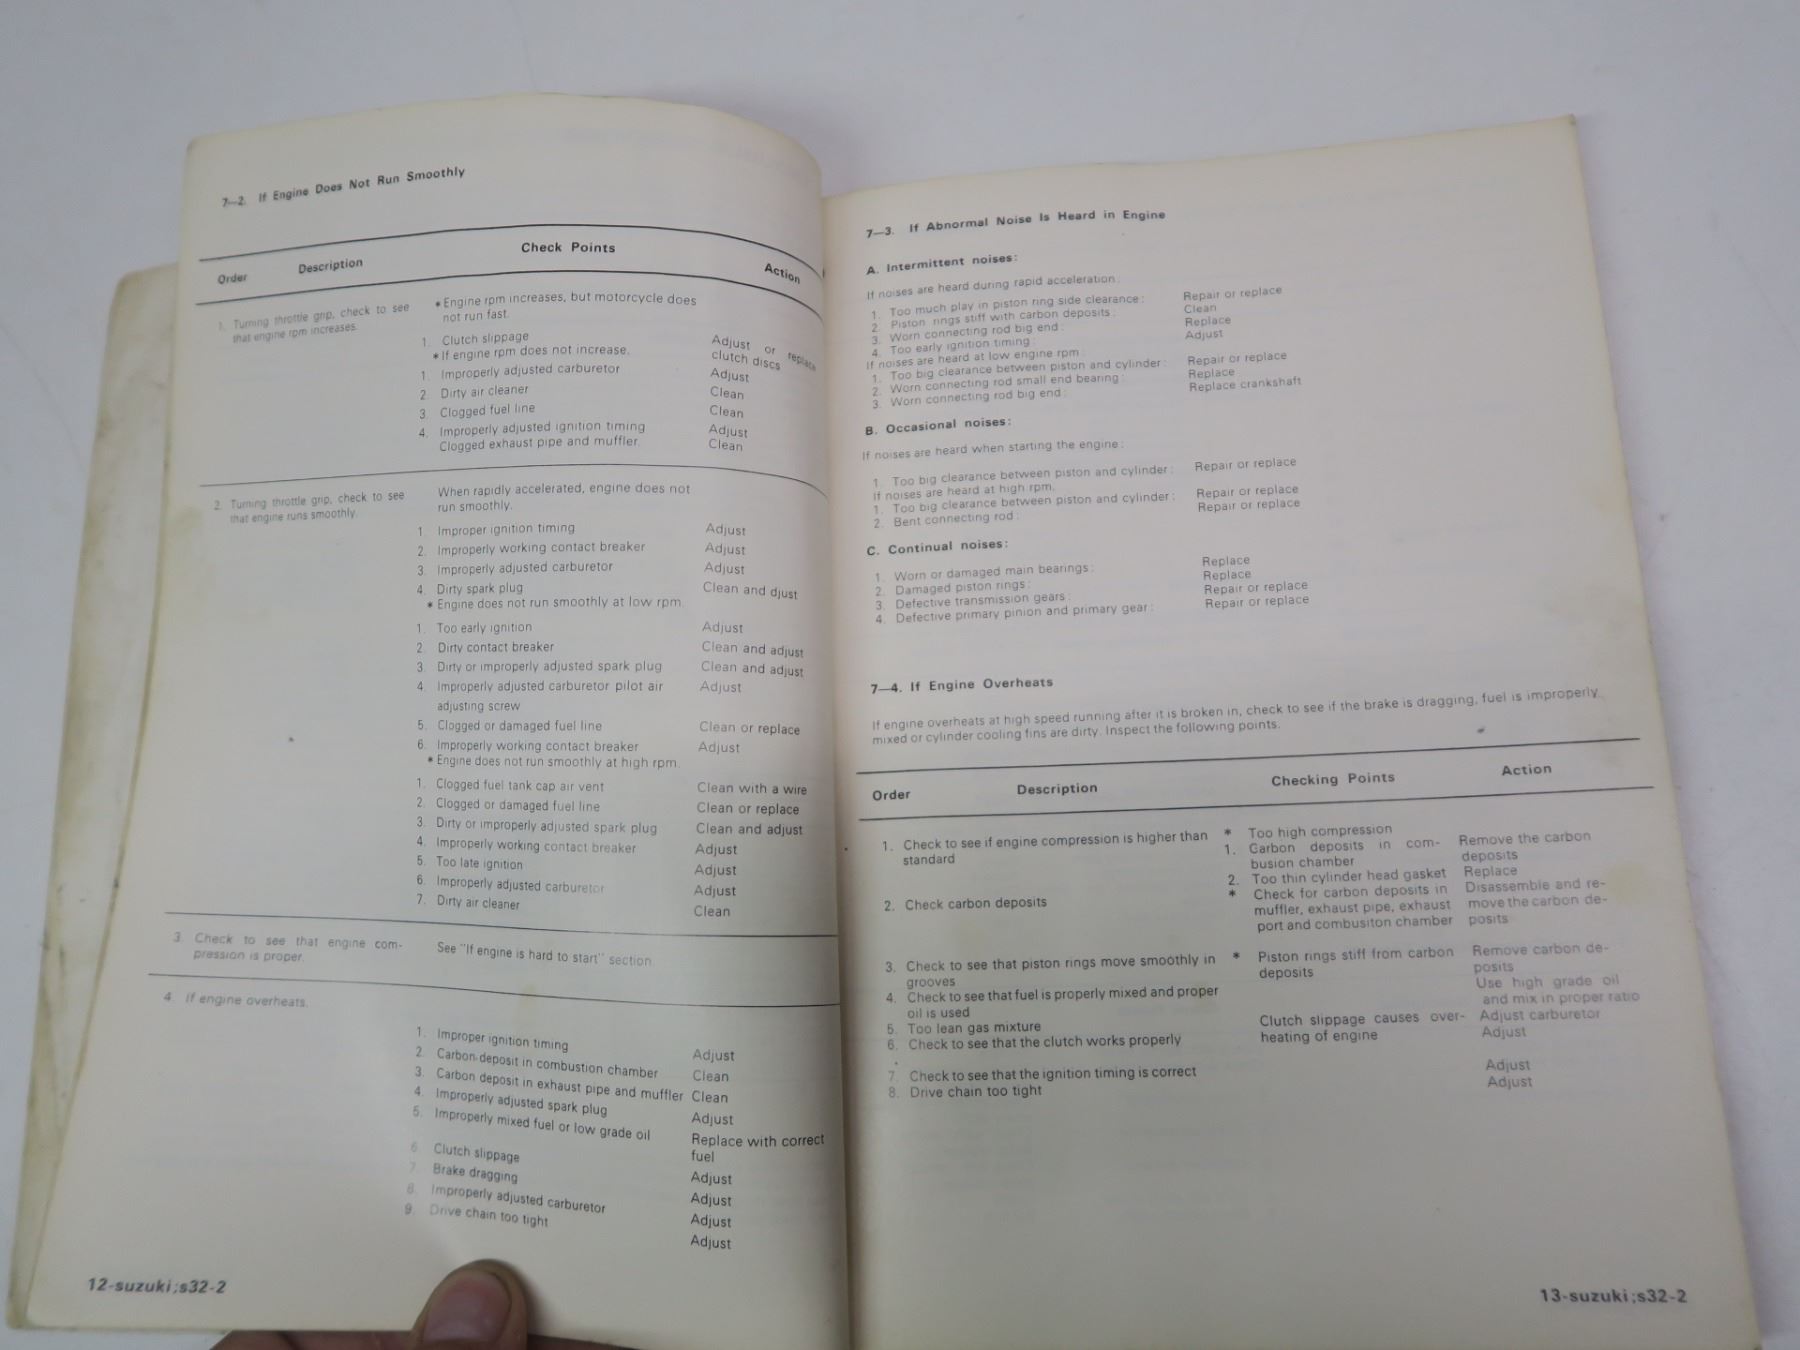 7—2. If Engine Does Not Run Smoothly
Order Description Check Points Action
1. Turning throttle grip, check to see
that engine rpm increases.
* Engine rpm increases, but motorcycle does
not run fast.
1. Clutch slippage Adjust or replace
clutch discs
* If engine rpm does not increase.
1. Improperly adjusted carburetor Adjust
2. Dirty air cleaner Clean
3. Clogged fuel line Clean
4. Improperly adjusted ignition timing Adjust
Clogged exhaust pipe and muffler. Clean
2. Turning throttle grip, check to see
that engine runs smoothly.
When rapidly accelerated, engine does not
run smoothly.
1. Improper ignition timing Adjust
2. Improperly working contact breaker Adjust
3. Improperly adjusted carburetor Adjust
4. Dirty spark plug Clean and djust
* Engine does not run smoothly at low rpm.
1. Too early ignition Adjust
2. Dirty contact breaker Clean and adjust
3. Dirty or improperly adjusted spark plug Clean and adjust
4. Improperly adjusted carburetor pilot air Adjust
adjusting screw
5. Clogged or damaged fuel line Clean or replace
6. Improperly working contact breaker Adjust
* Engine does not run smoothly at high rpm.
1. Clogged fuel tank cap air vent Clean with a wire
2. Clogged or damaged fuel line Clean or replace
3. Dirty or improperly adjusted spark plug Clean and adjust
4. Improperly working contact breaker Adjust
5. Too late ignition Adjust
6. Improperly adjusted carburetor Adjust
7. Dirty air cleaner Clean
3. Check to see that engine com-
pression is proper.
See "If engine is hard to start" section.
4. If engine overheats.
1. Improper ignition timing Adjust
2. Carbon-deposit in combustion chamber Clean
3. Carbon deposit in exhaust pipe and muffler Clean
4. Improperly adjusted spark plug Adjust
5. Improperly mixed fuel or low grade oil Replace with correct
fuel
6. Clutch slippage Adjust
7. Brake dragging Adjust
8. Improperly adjusted carburetor Adjust
9. Drive chain too tight Adjust
12-suzuki;s32-2
7—3. If Abnormal Noise Is Heard in Engine
A. Intermittent noises:
If noises are heard during rapid acceleration:
1. Too much play in piston ring side clearance: Repair or replace
2. Piston rings stiff with carbon deposits: Clean
3. Worn connecting rod big end: Replace
4. Too early ignition timing: Adjust
If noises are heard at low engine rpm:
1. Too big clearance between piston and cylinder: Repair or replace
2. Worn connecting rod small end bearing: Replace
3. Worn connecting rod big end: Replace crankshaft
B. Occasional noises:
If noises are heard when starting the engine:
1. Too big clearance between piston and cylinder: Repair or replace
If noises are heard at high rpm.
1. Too big clearance between piston and cylinder: Repair or replace
2. Bent connecting rod: Repair or replace
C. Continual noises:
1. Worn or damaged main bearings: Replace
2. Damaged piston rings: Replace
3. Defective transmission gears: Repair or replace
4. Defective primary pinion and primary gear: Repair or replace
7—4. If Engine Overheats
If engine overheats at high speed running after it is broken in, check to see if the brake is dragging, fuel is improperly
mixed or cylinder cooling fins are dirty. Inspect the following points.
Order Description Checking Points Action
1. Check to see if engine compression is higher than
standard
* Too high compression
1. Carbon deposits in com-
busion chamber
Remove the carbon
deposits
2. Too thin cylinder head gasket Replace
2. Check carbon deposits
* Check for carbon deposits in
muffler, exhaust pipe, exhaust
port and combusiton chamber
Disassemble and re-
move the carbon de-
posits
3. Check to see that piston rings move smoothly in
grooves
* Piston rings stiff from carbon
deposits
Remove carbon de-
posits
4. Check to see that fuel is properly mixed and proper
oil is used
Use high grade oil
and mix in proper ratio
5. Too lean gas mixture Adjust carburetor
6. Check to see that the clutch works properly
Clutch slippage causes over-
heating of engine
Adjust
7. Check to see that the ignition timing is correct Adjust
8. Drive chain too tight Adjust
13-suzuki;s32-2